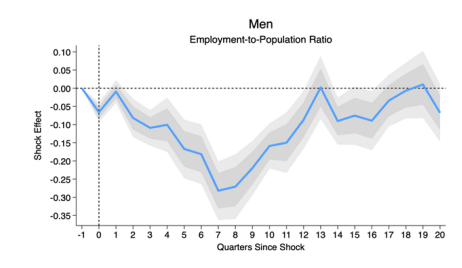 Men
Employment-to-Population Ratio
0.10
0.05
0.00
-0.05
-0.10
-0.15
-0.20
-0.25
-0.30
-0.35
Shock Effect
-1 0 1 2 3 4 5 6 7 8 9 10 11 12 13 14 15 16 17 18 19 20
Quarters Since Shock